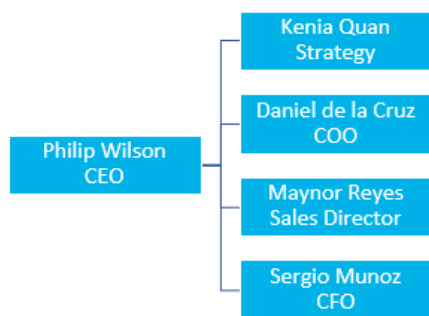 Kenia Quan
Strategy
Daniel de la Cruz
COO
Philip Wilson
CEO
Maynor Reyes
Sales Director
Sergio Munoz
CFO